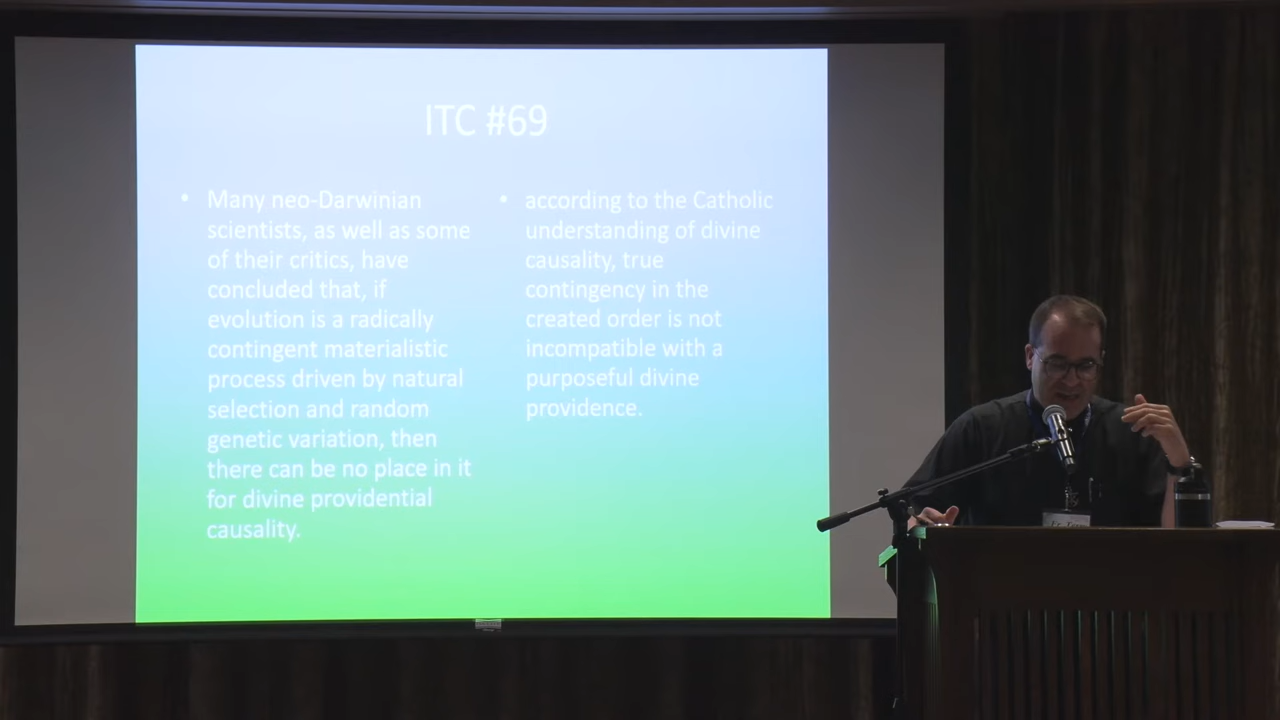 ITC #69
• Many neo-Darwinian
scientists, as well as some
of their critics, have
concluded that, if
evolution is a radically
contingent materialistic
process driven by natural
selection and random
genetic variation, then
there can be no place in it
for divine providential
causality.
• according to the Catholic
understanding of divine
causality, true
contingency in the
created order is not
incompatible with a
purposeful divine
providence.